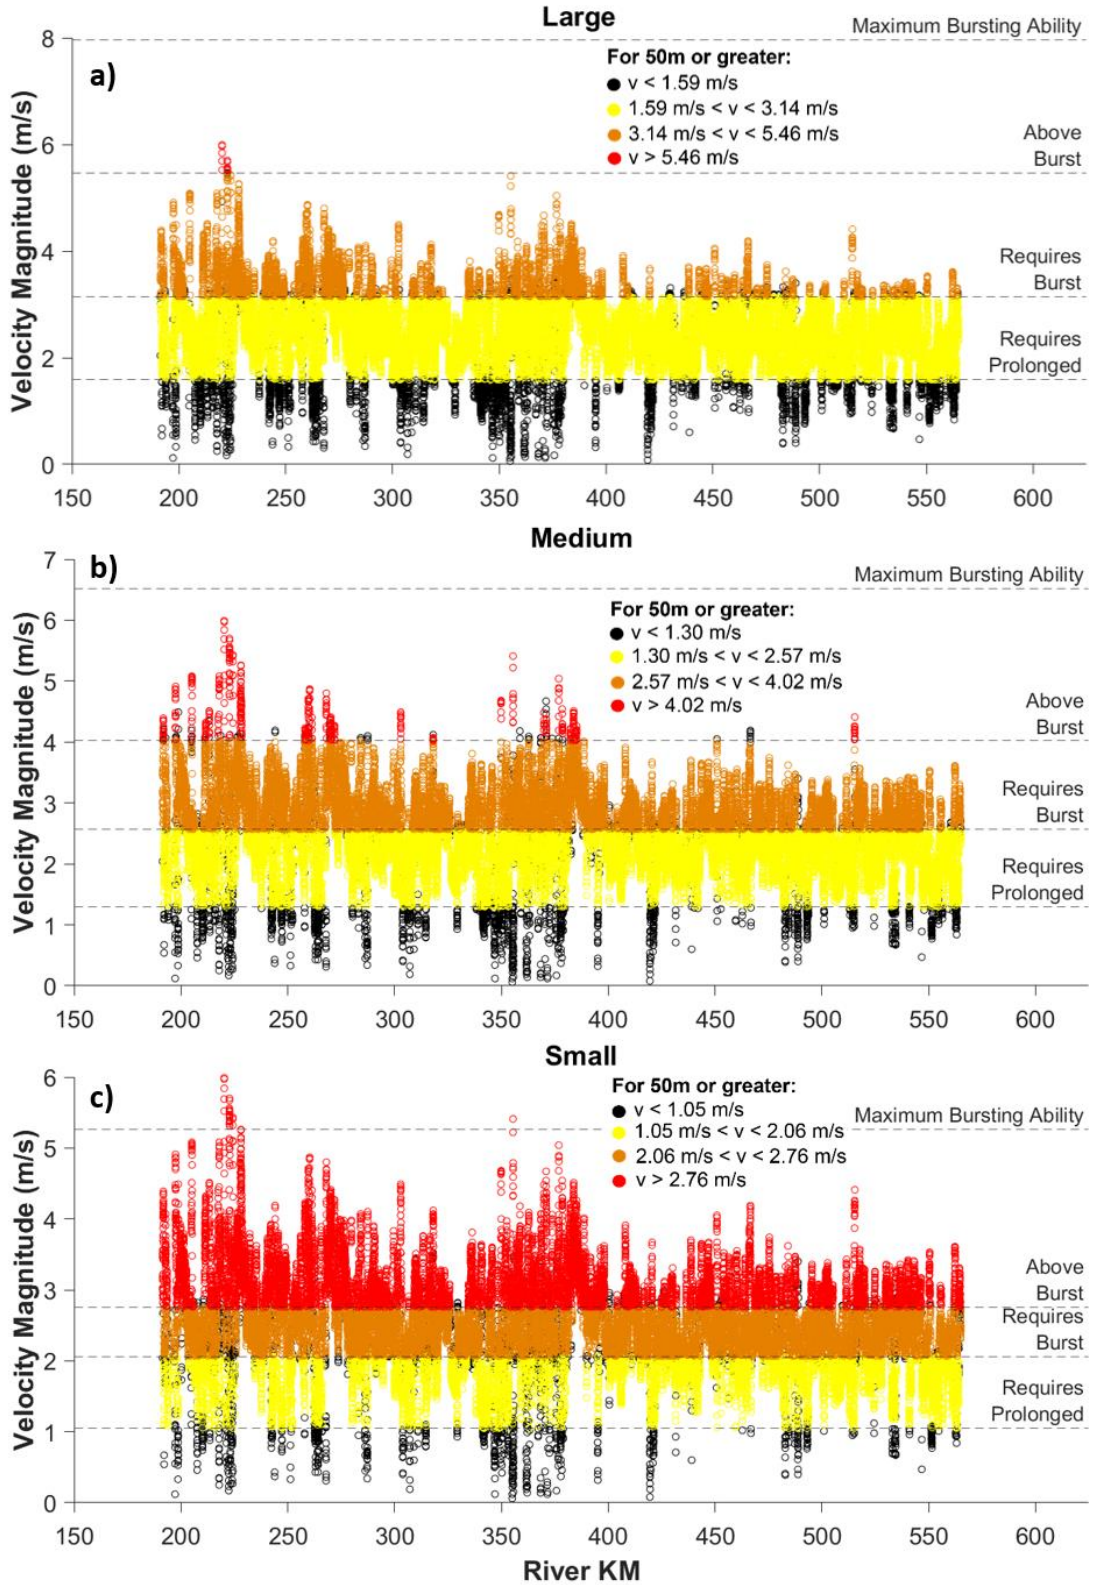 Large
Maximum Bursting Ability
a)
For 50m or greater:
v < 1.59 m/s
1.59 m/s < v < 3.14 m/s
3.14 m/s < v < 5.46 m/s
v > 5.46 m/s
Above
Burst
Requires
Burst
Requires
Prolonged
Velocity Magnitude (m/s)
8
6
4
2
0
150 200 250 300 350 400 450 500 550 600
Medium
Maximum Bursting Ability
b)
For 50m or greater:
v < 1.30 m/s
1.30 m/s < v < 2.57 m/s
2.57 m/s < v < 4.02 m/s
v > 4.02 m/s
Above
Burst
Requires
Burst
Requires
Prolonged
Velocity Magnitude (m/s)
7
6
5
4
3
2
1
0
150 200 250 300 350 400 450 500 550 600
Small
Maximum Bursting Ability
c)
For 50m or greater:
v < 1.05 m/s
1.05 m/s < v < 2.06 m/s
2.06 m/s < v < 2.76 m/s
v > 2.76 m/s
Above
Burst
Requires
Burst
Requires
Prolonged
Velocity Magnitude (m/s)
6
5
4
3
2
1
0
150 200 250 300 350 400 450 500 550 600
River KM